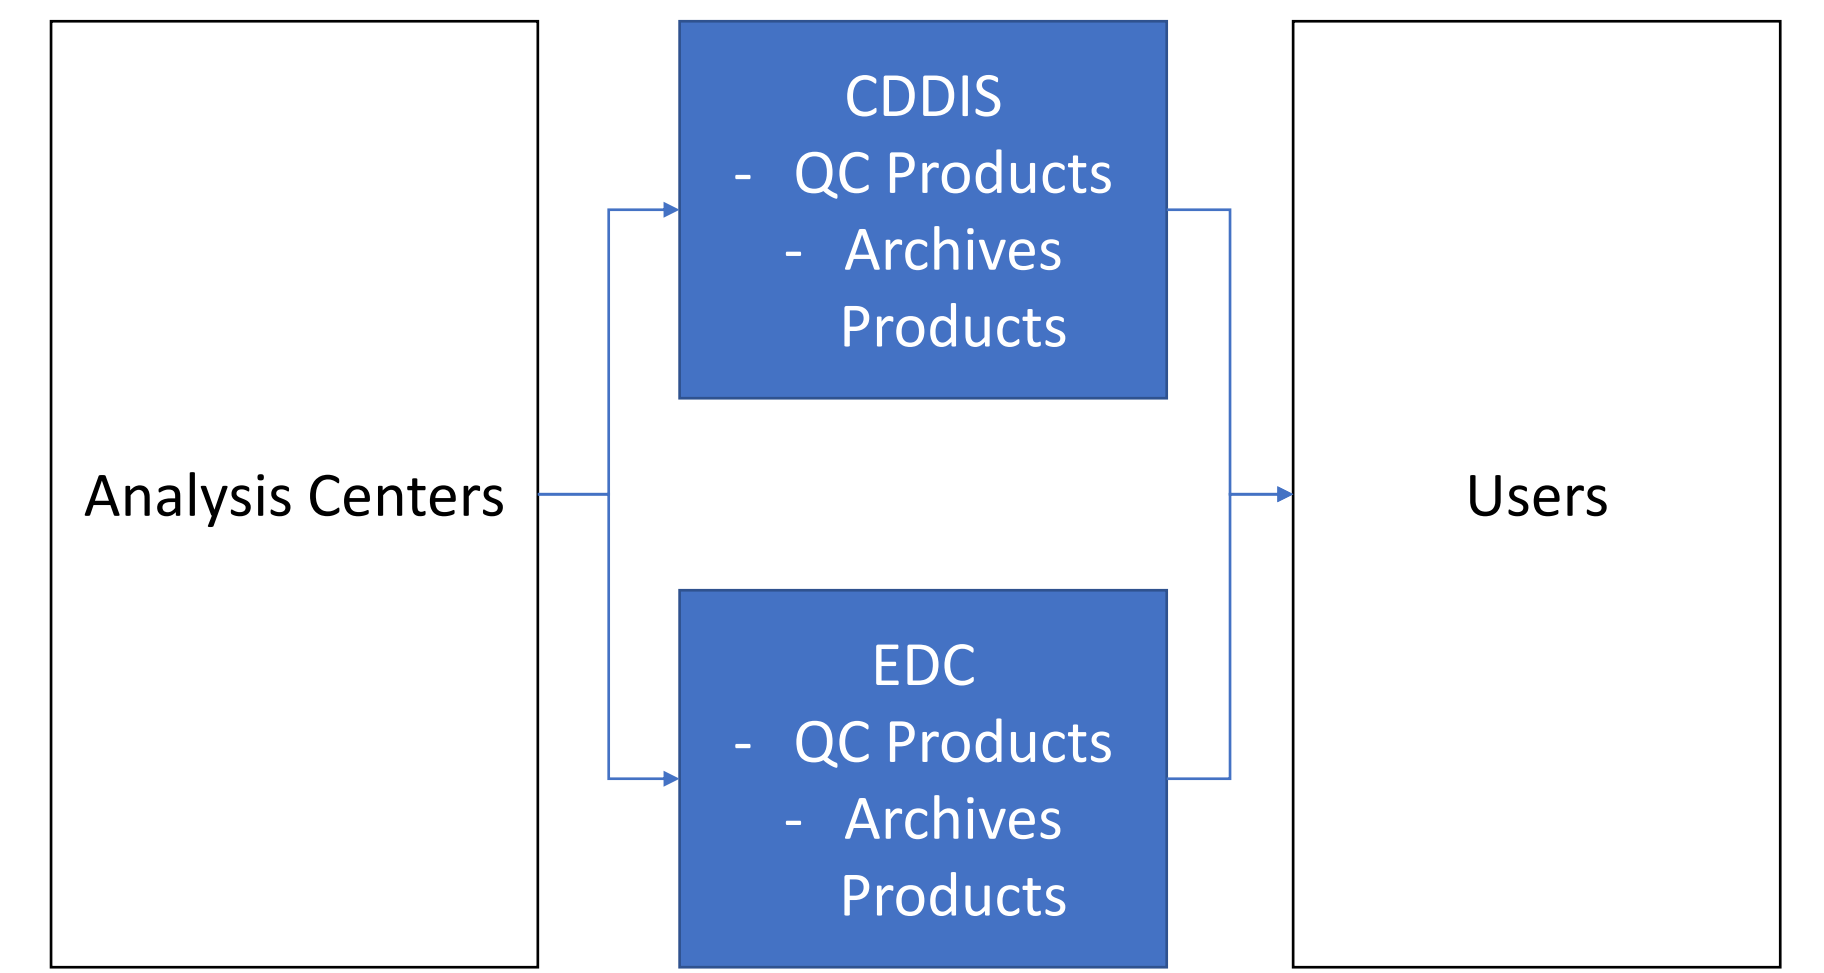 Analysis Centers
CDDIS
- QC Products
- Archives
Products
EDC
- QC Products
- Archives
Products
Users